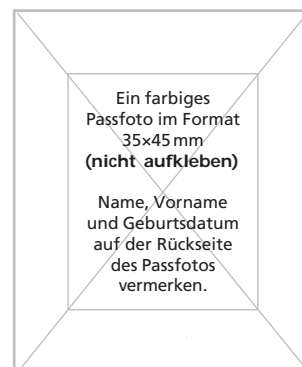 Ein farbiges
Passfoto im Format
35×45 mm
(nicht aufkleben)
Name, Vorname
und Geburtsdatum
auf der Rückseite
des Passfotos
vermerken.